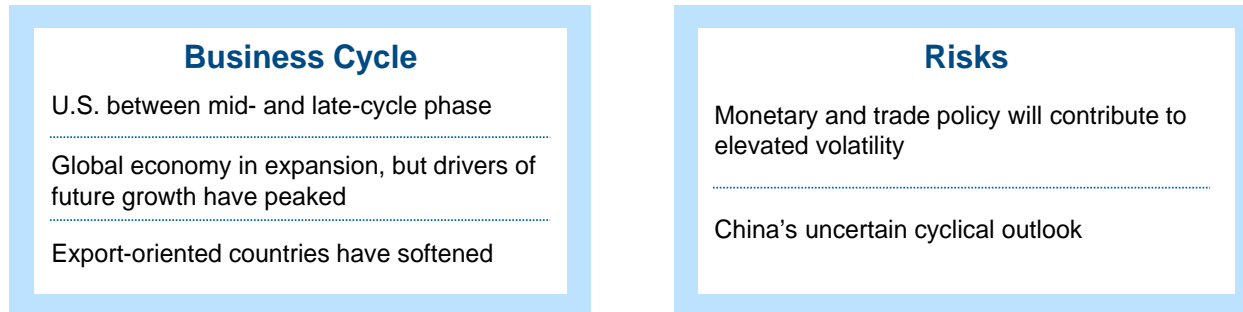 Business Cycle
U.S. between mid- and late-cycle phase
Global economy in expansion, but drivers of
future growth have peaked
Export-oriented countries have softened
Risks
Monetary and trade policy will contribute to
elevated volatility
China’s uncertain cyclical outlook